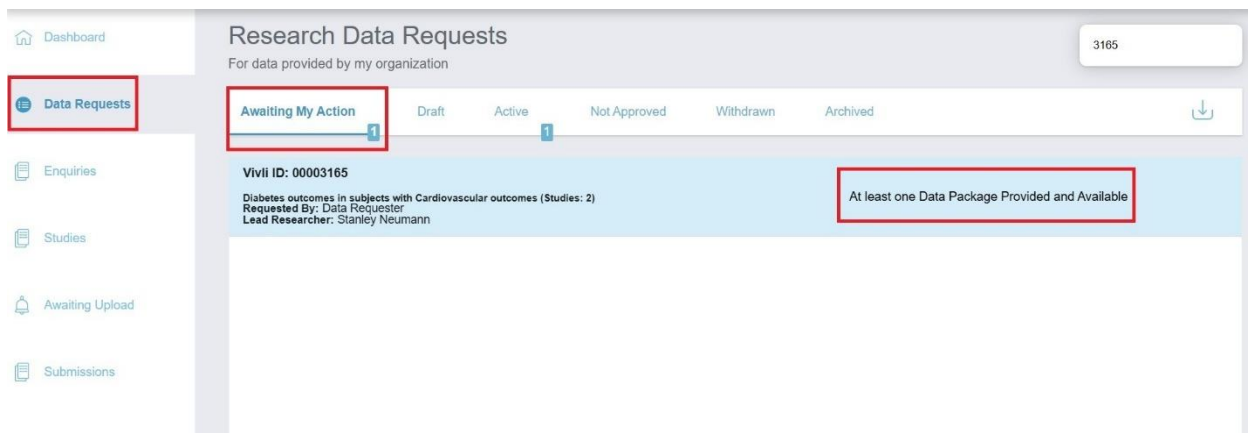 Dashboard
Data Requests
Enquiries
Studies
Awaiting Upload
Submissions
Research Data Requests
For data provided by my organization
3165
Awaiting My Action 1 Draft Active 1 Not Approved Withdrawn Archived
Vivli ID: 00003165
Diabetes outcomes in subjects with Cardiovascular outcomes (Studies: 2)
Requested By: Data Requester
Lead Researcher: Stanley Neumann
At least one Data Package Provided and Available